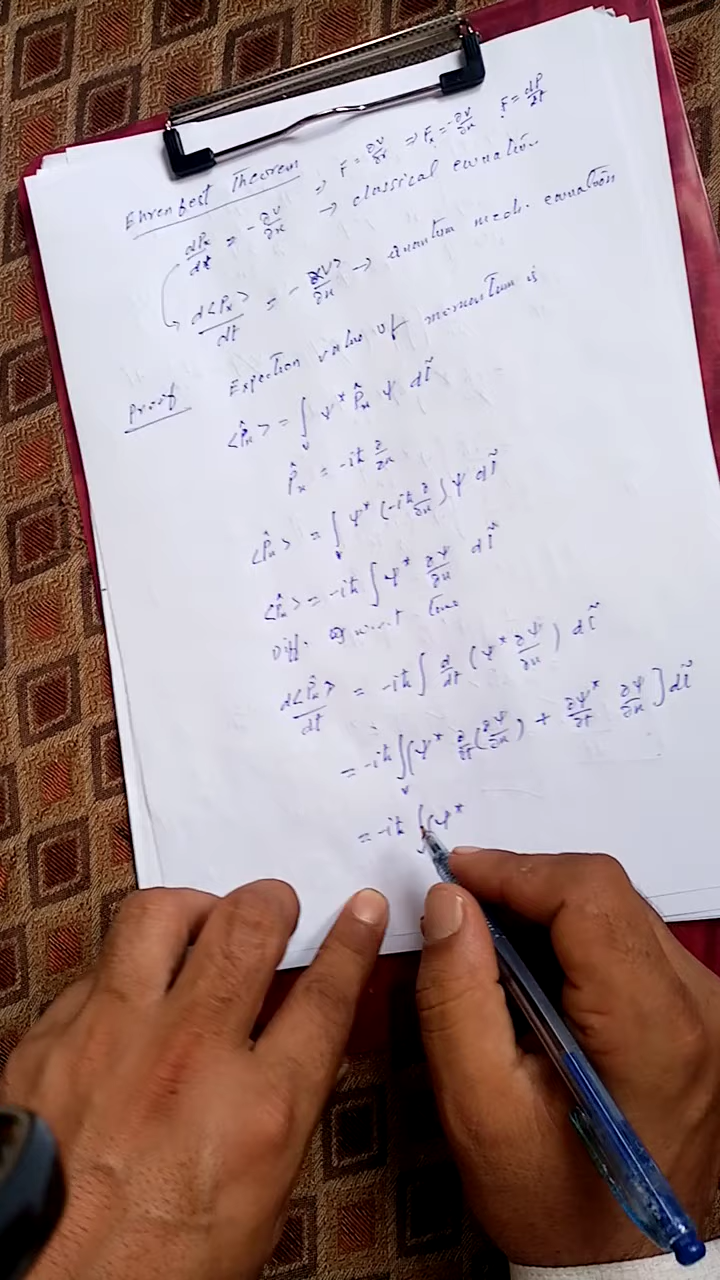 Ehrenfest Theorem ⇒ F = ∂V/∂r ⇒ Fₓ = -∂V/∂x F = dP/dt
dPₓ/dt = -∂V/∂x → classical equation
d<Pₓ>/dt = -∂<V>/∂x → quantum mech. equation
Proof Expection value of momentum is
<P̂ₓ> = ∫ᵥ ψ* P̂ₓ ψ dτ̃
P̂ₓ = -iħ ∂/∂x
<P̂ₓ> = ∫ᵥ ψ* (-iħ ∂/∂x) ψ dτ̃
<P̂ₓ> = -iħ ∫ ψ* ∂ψ/∂x dτ̃
Diff. w.r.t time
d<P̂ₓ>/dt = -iħ ∫ d/dt (ψ* ∂ψ/∂x) dτ̃
= -iħ ∫ᵥ [ψ* ∂/∂t (∂ψ/∂x) + ∂ψ*/∂t ∂ψ/∂x] dτ̃
= -iħ ∫ [ψ*